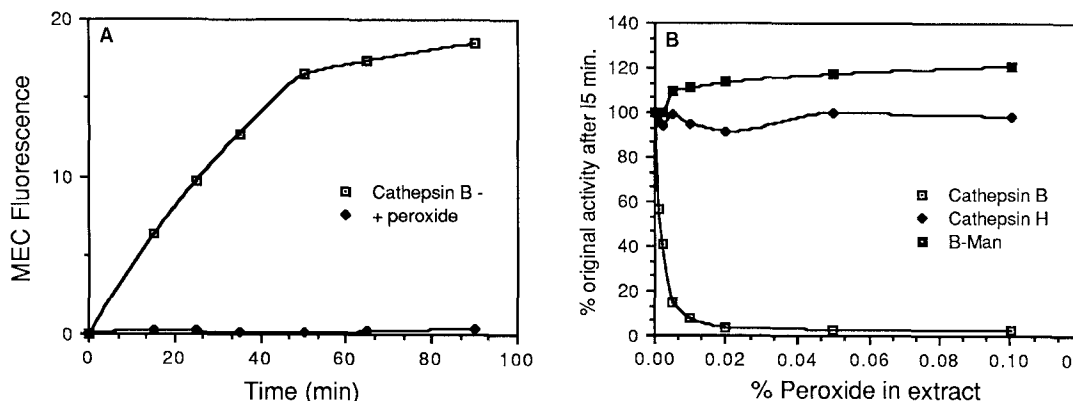 A
20
10
0
MEC Fluorescence
Cathepsin B -
+ peroxide
0 20 40 60 80 100
Time (min)
B
140
120
100
80
60
40
20
0
% original activity after I5 min.
Cathepsin B
Cathepsin H
B-Man
0.00 0.02 0.04 0.06 0.08 0.10
% Peroxide in extract